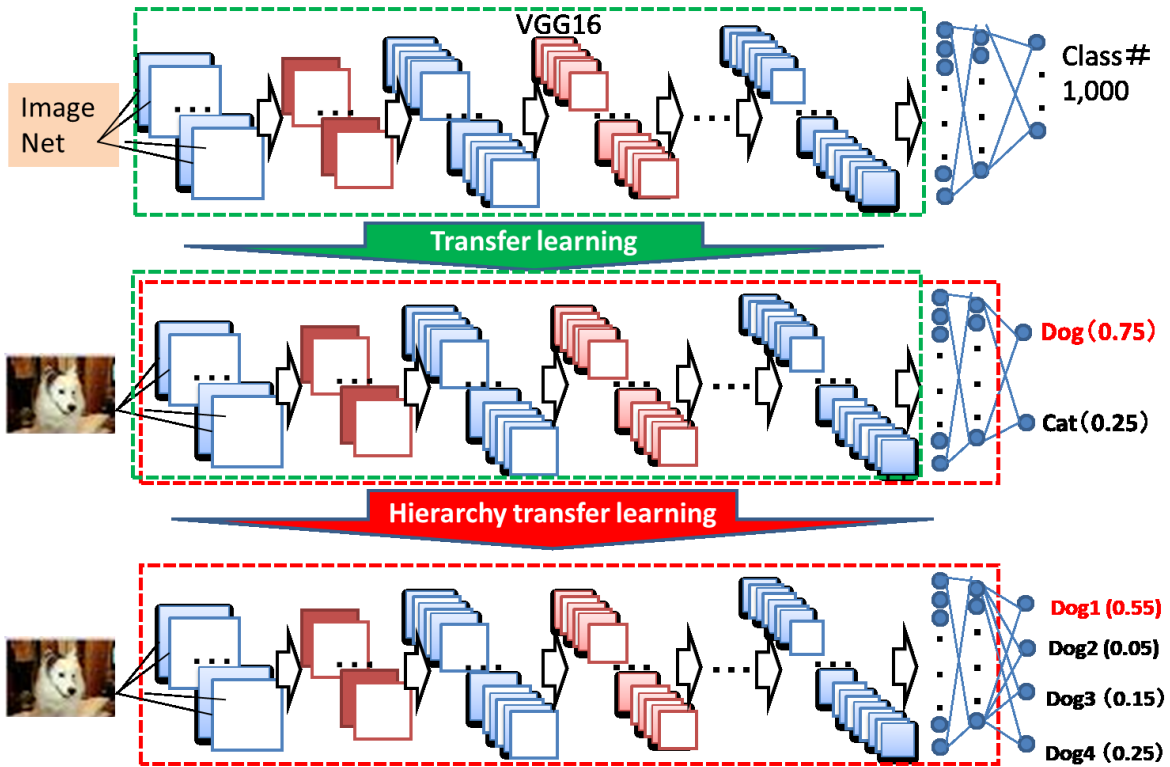 VGG16
Image
Net
Class#
1,000
Transfer learning
Dog(0.75)
Cat(0.25)
Hierarchy transfer learning
Dog1 (0.55)
Dog2 (0.05)
Dog3 (0.15)
Dog4 (0.25)